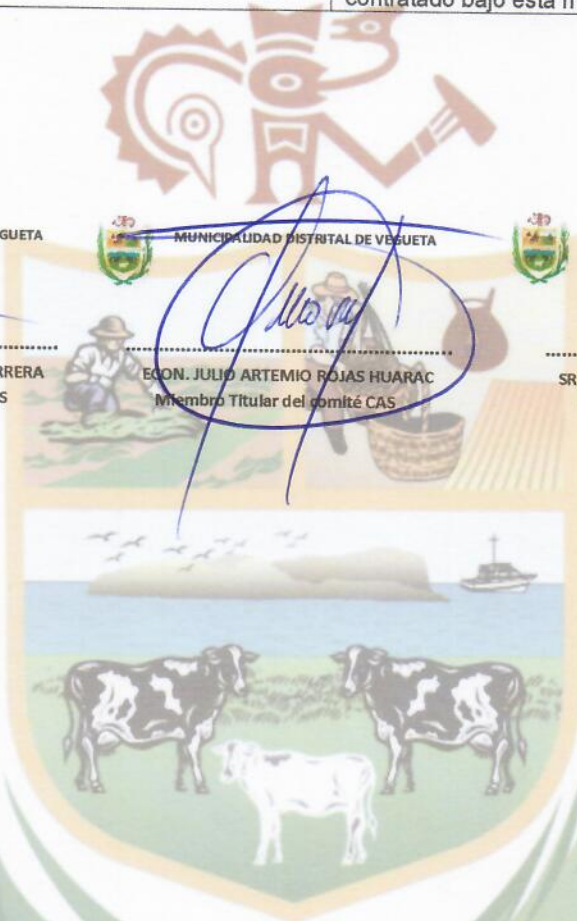 contratado bajo esta
GUETA
MUNICIPALIDAD DISTRITAL DE VEGUETA
RRERA
ECON. JULIO ARTEMIO ROJAS HUARAC
SR
S
Miembro Titular del comité CAS